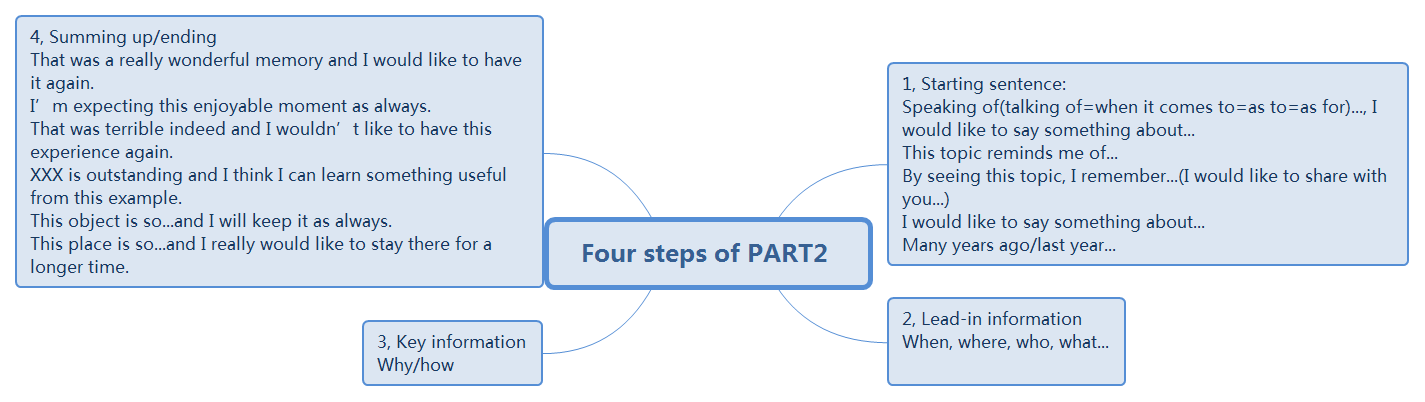 Four steps of PART2
1, Starting sentence:
Speaking of(talking of=when it comes to=as to=as for)..., I
would like to say something about...
This topic reminds me of...
By seeing this topic, I remember...(I would like to share with
you...)
I would like to say something about...
Many years ago/last year...
2, Lead-in information
When, where, who, what...
3, Key information
Why/how
4, Summing up/ending
That was a really wonderful memory and I would like to have
it again.
I’m expecting this enjoyable moment as always.
That was terrible indeed and I wouldn’t like to have this
experience again.
XXX is outstanding and I think I can learn something useful
from this example.
This object is so...and I will keep it as always.
This place is so...and I really would like to stay there for a
longer time.